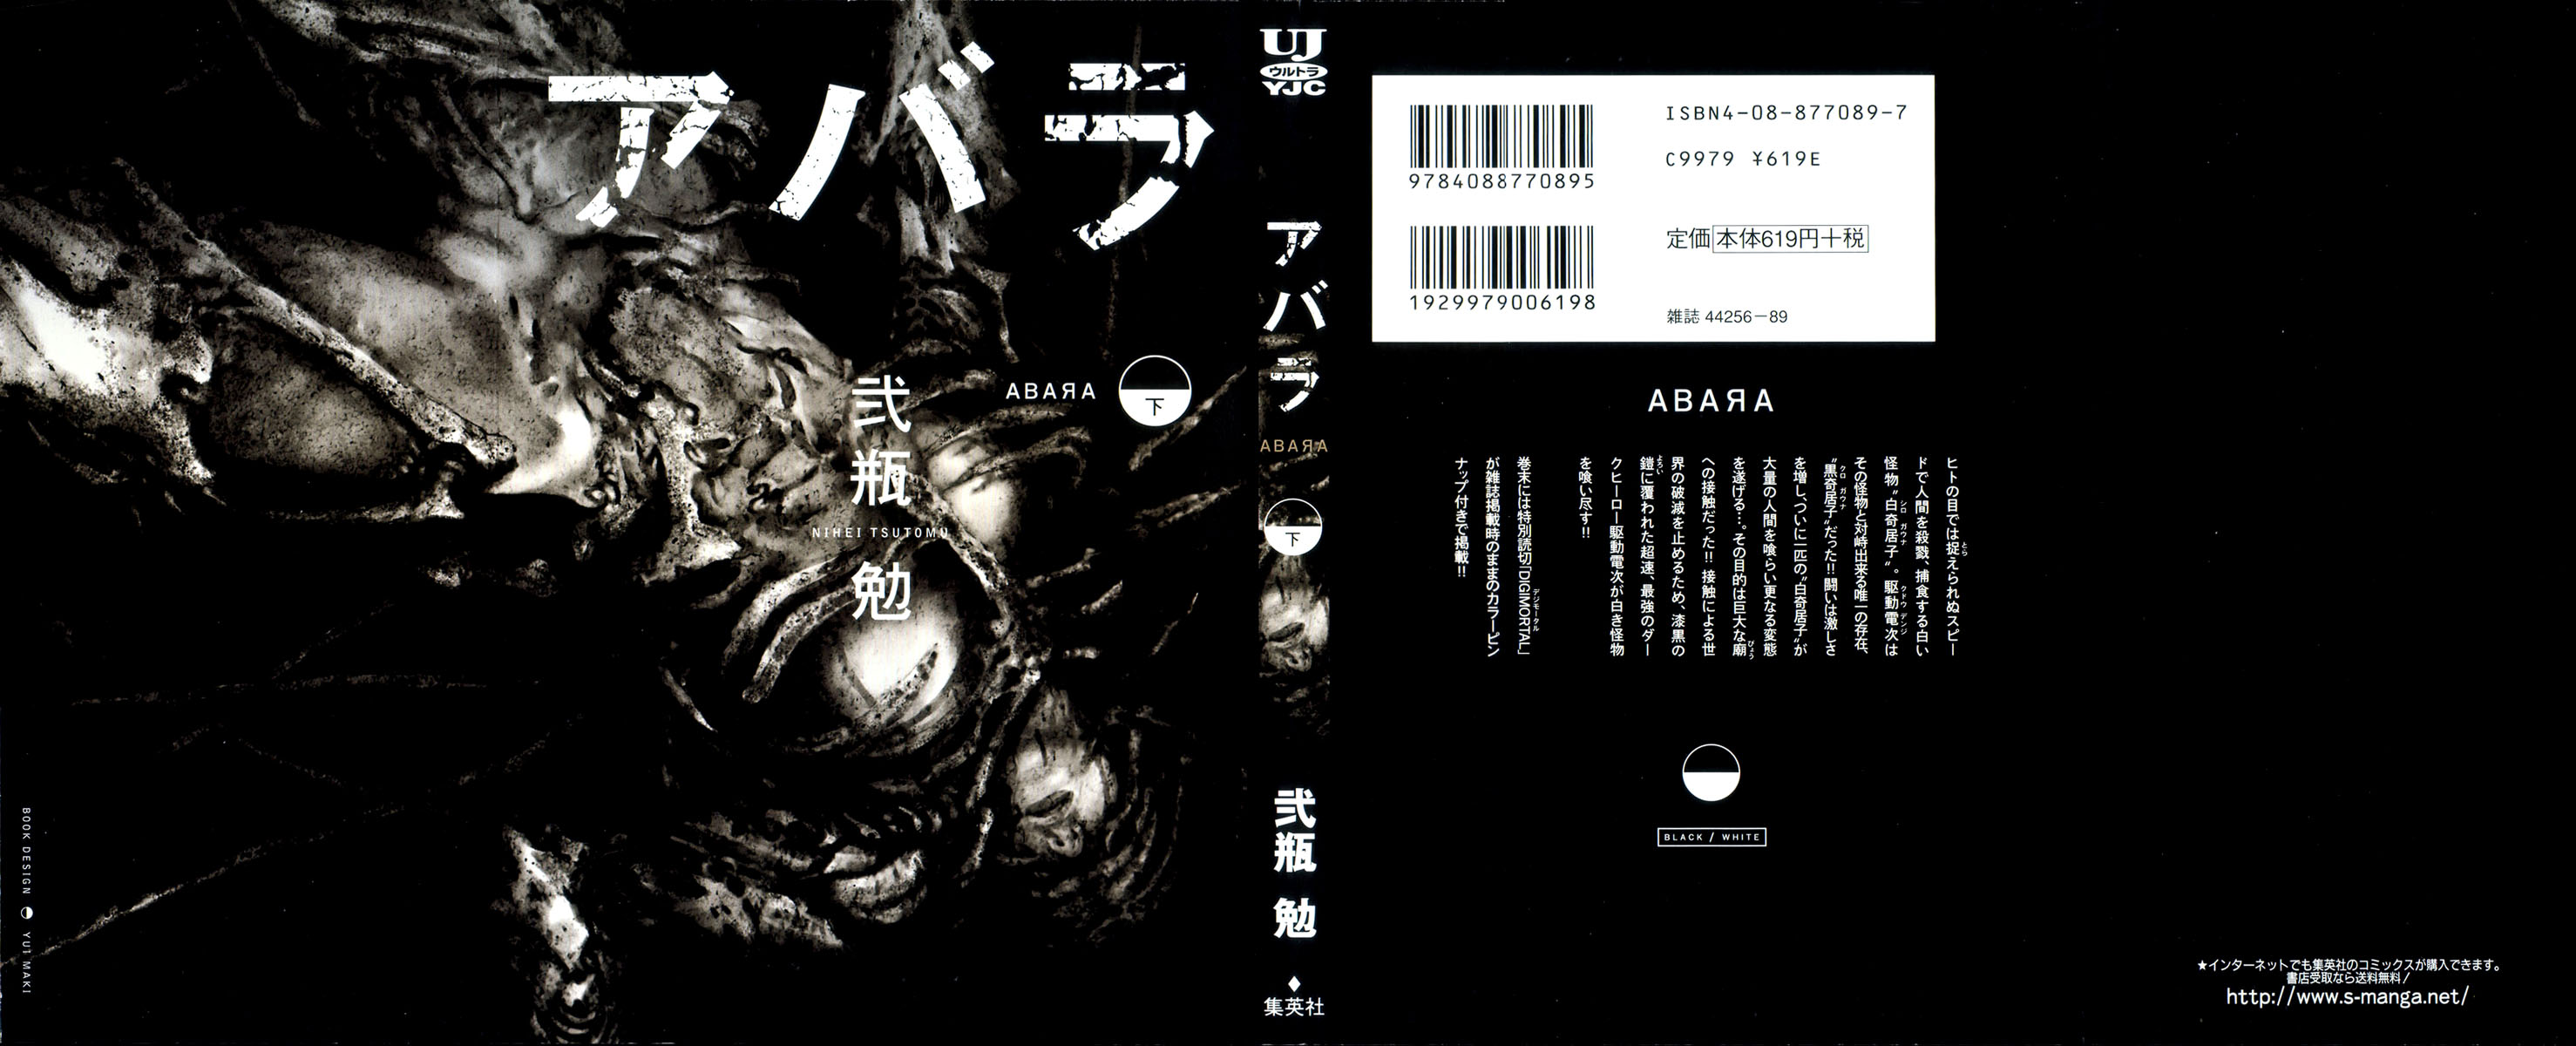 アバラ
ABAЯA
下
弐瓶
NIHEI TSUTOMU
勉
BOOK DESIGN YUI MAKI
UJ
ウルトラ
YJC
アバラ
ABAЯA
下
弐瓶 勉
集英社
9784088770895
ISBN4-08-877089-7
C9979 ¥619E
1929979006198
定価 本体619円+税
雑誌 44256-89
ABAЯA
ヒトの目では捉えられぬスピー
ドで人間を殺戮、捕食する白い
怪物〝白奇居子〟。駆動電次は
その怪物と対峙出来る唯一の存在、
〝黒奇居子〟だった!!闘いは激しさ
を増し、ついに一匹の〝白奇居子〟が
大量の人間を喰らい更なる変態
を遂げる…。その目的は巨大な廟
への接触だった!!接触による世
界の破滅を止めるため、漆黒の
鎧に覆われた超速、最強のダー
クヒーロー駆動電次が白き怪物
を喰い尽す!!
巻末には特別読切「DIGIMORTAL」
が雑誌掲載時のままのカラーピン
ナップ付きで掲載!!
BLACK / WHITE
★インターネットでも集英社のコミックスが購入できます。
書店受取なら送料無料/
http://www.s-manga.net/